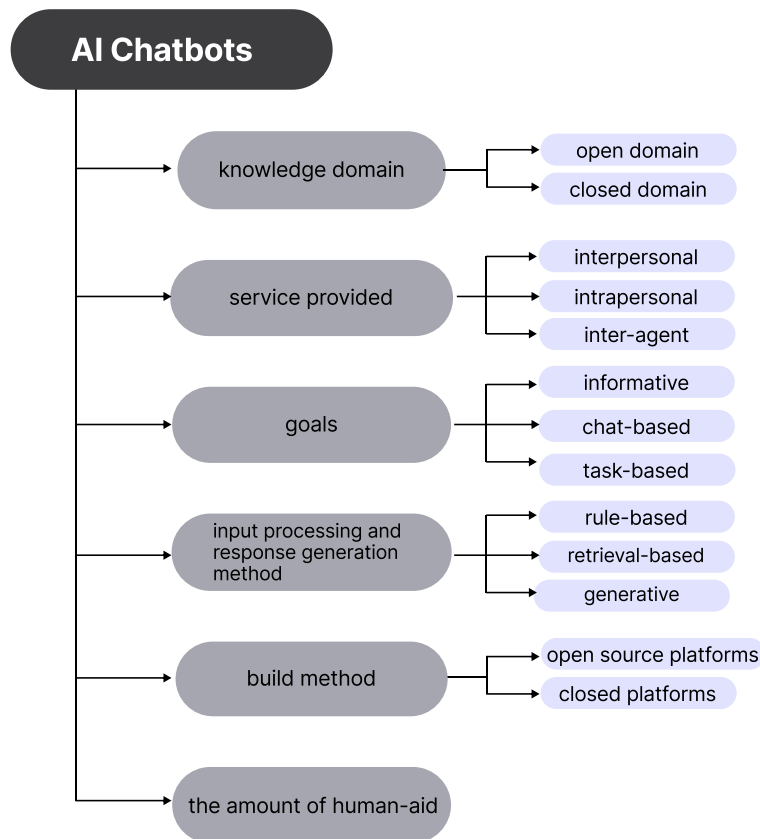 AI Chatbots
knowledge domain
open domain
closed domain
service provided
interpersonal
intrapersonal
inter-agent
goals
informative
chat-based
task-based
input processing and
response generation
method
rule-based
retrieval-based
generative
build method
open source platforms
closed platforms
the amount of human-aid